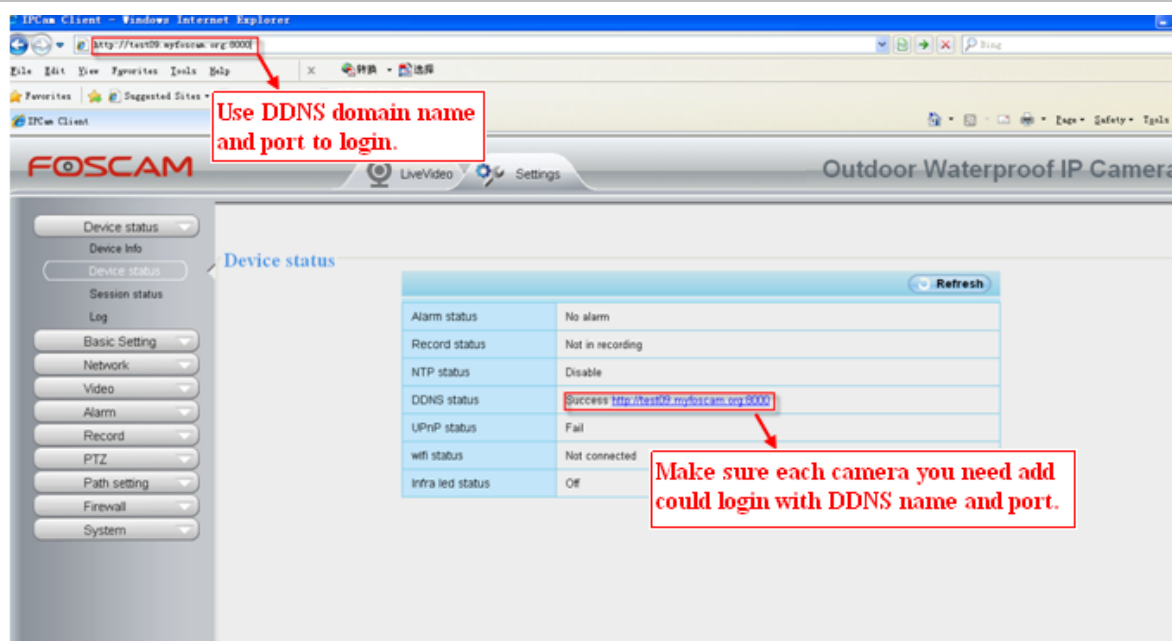 IPCam Client - Windows Internet Explorer
http://test09.myfoscam.org:8000/
Bing
File Edit View Favorites Tools Help
转换 选择
Favorites Suggested Sites
IPCam Client
Page Safety Tools
Use DDNS domain name
and port to login.
FOSCAM
LiveVideo Settings
Outdoor Waterproof IP Camera
Device status
Device Info
Device status
Session status
Log
Basic Setting
Network
Video
Alarm
Record
PTZ
Path setting
Firewall
System
Device status
Refresh
Alarm status No alarm
Record status Not in recording
NTP status Disable
DDNS status Success http://test09.myfoscam.org:8000
UPnP status Fail
wifi status Not connected
Infra led status Off
Make sure each camera you need add
could login with DDNS name and port.